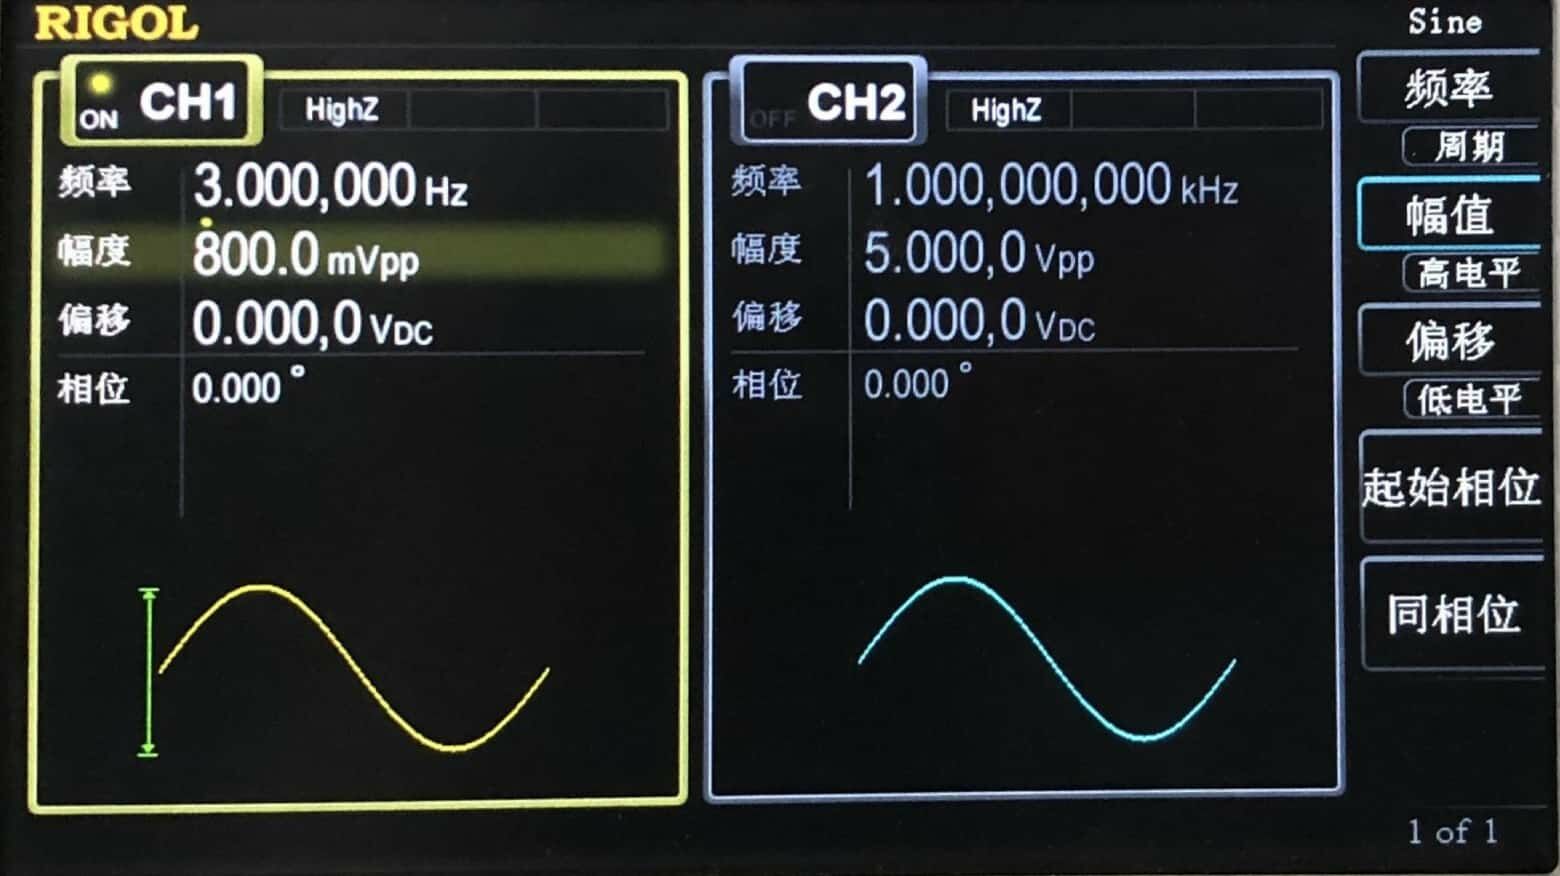 RIGOL
Sine
ON CH1 HighZ
频率 3.000,000 Hz
幅度 800.0 mVpp
偏移 0.000,0 VDC
相位 0.000 °
OFF CH2 HighZ
频率 1.000,000,000 kHz
幅度 5.000,0 Vpp
偏移 0.000,0 VDC
相位 0.000 °
频率
周期
幅值
高电平
偏移
低电平
起始相位
同相位
1 of 1